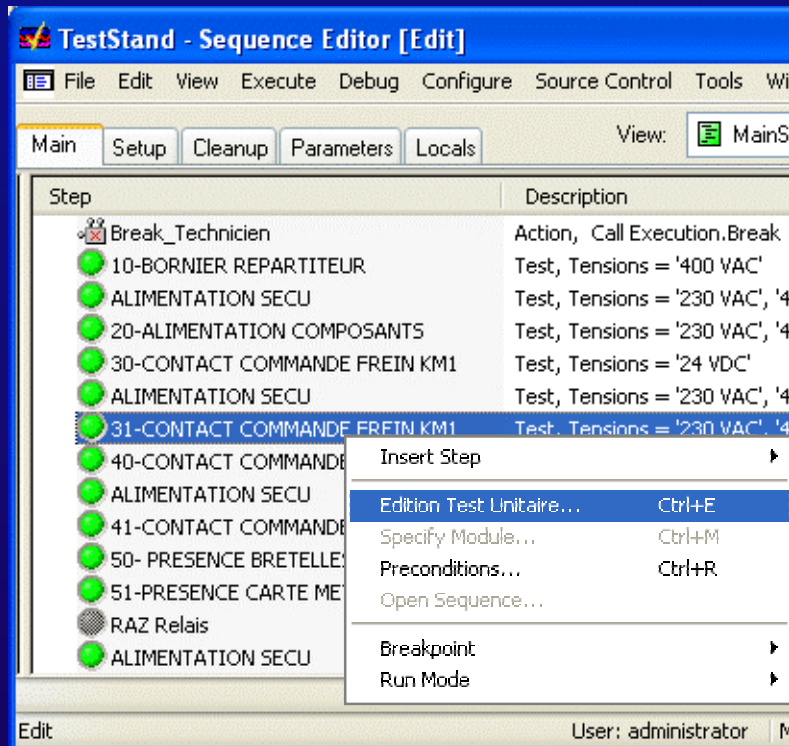 TestStand - Sequence Editor [Edit]
File Edit View Execute Debug Configure Source Control Tools Wi
Main Setup Cleanup Parameters Locals View: MainS
Step Description
Break_Technicien Action, Call Execution.Break
10-BORNIER REPARTITEUR Test, Tensions = '400 VAC'
ALIMENTATION SECU Test, Tensions = '230 VAC', '4
20-ALIMENTATION COMPOSANTS Test, Tensions = '230 VAC', '4
30-CONTACT COMMANDE FREIN KM1 Test, Tensions = '24 VDC'
ALIMENTATION SECU Test, Tensions = '230 VAC', '4
31-CONTACT COMMANDE FREIN KM1 Test, Tensions = '230 VAC', '4
40-CONTACT COMMANDE
ALIMENTATION SECU
41-CONTACT COMMANDE
50- PRESENCE BRETELLES
51-PRESENCE CARTE ME
RAZ Relais
ALIMENTATION SECU
Insert Step
Edition Test Unitaire... Ctrl+E
Specify Module... Ctrl+M
Preconditions... Ctrl+R
Open Sequence...
Breakpoint
Run Mode
Edit User: administrator M